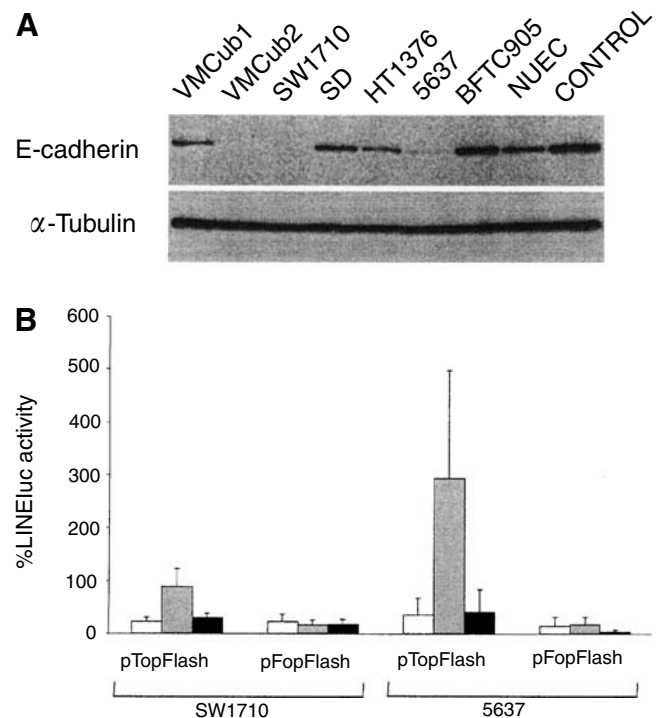 A
VMCub1
VMCub2
SW1710
SD
HT1376
5637
BFTC905
NUEC
CONTROL
E-cadherin
α-Tubulin
B
%LINEluc activity
600
500
400
300
200
100
0
pTopFlash
pFopFlash
pTopFlash
pFopFlash
SW1710
5637